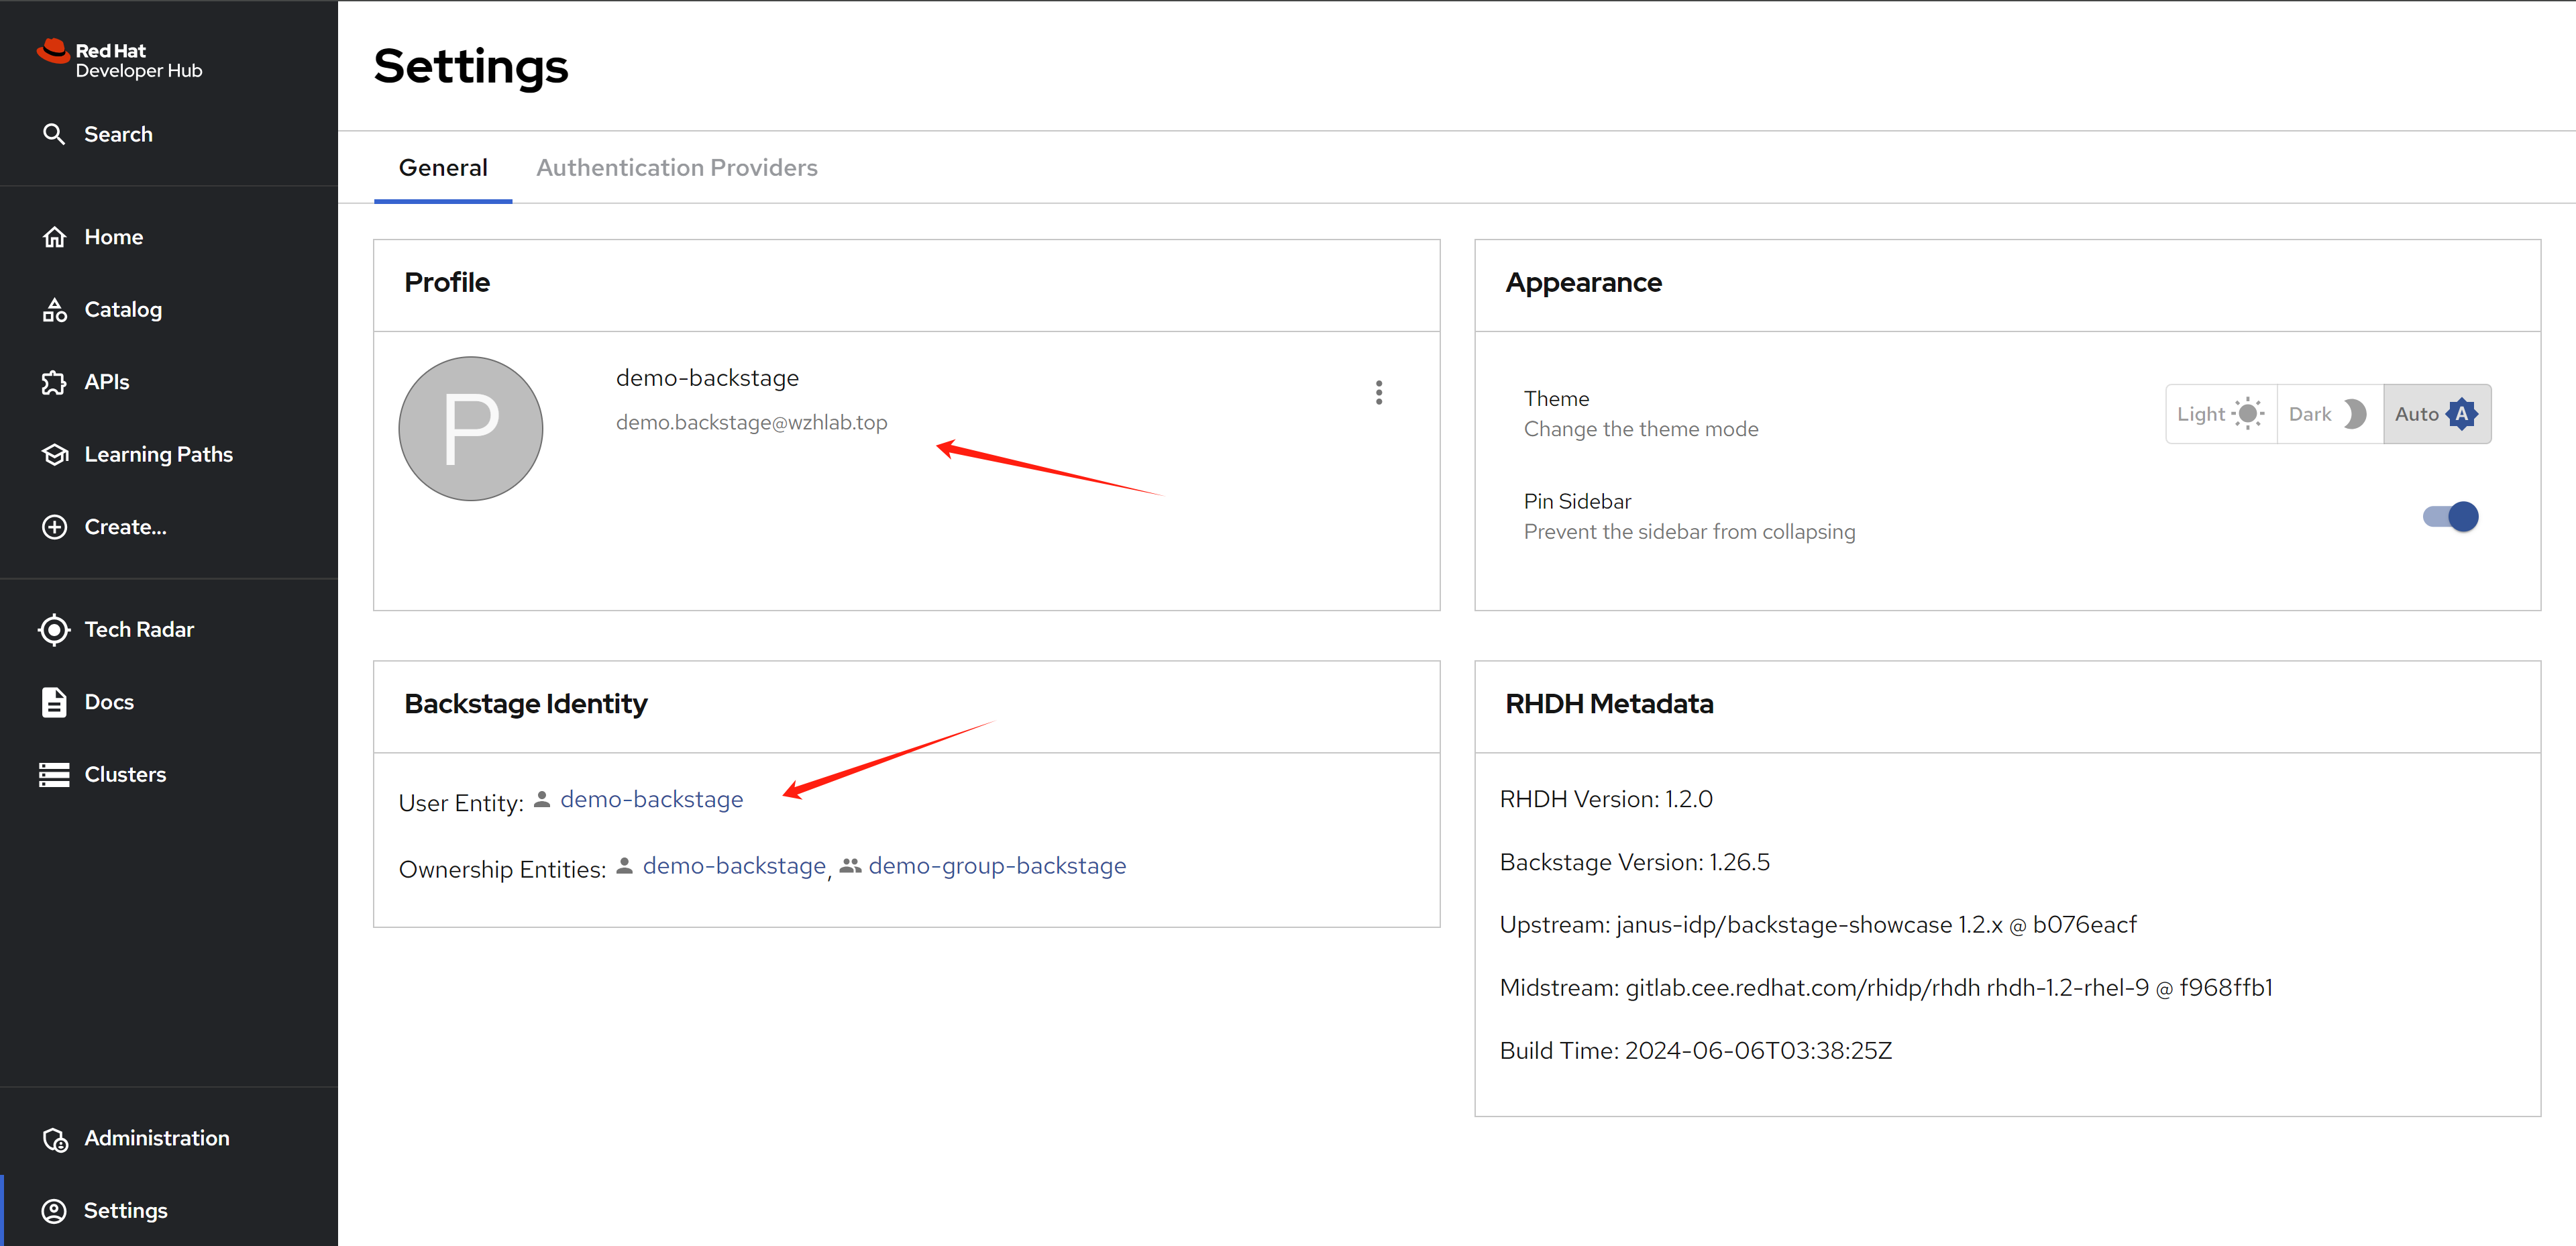 Red Hat
Developer Hub
Search
Home
Catalog
APIs
Learning Paths
Create...
Tech Radar
Docs
Clusters
Administration
Settings
Settings
General
Authentication Providers
Profile
P
demo-backstage
demo.backstage@wzhlab.top
Appearance
Theme
Change the theme mode
Light
Dark
Auto
A
Pin Sidebar
Prevent the sidebar from collapsing
Backstage Identity
User Entity: demo-backstage
Ownership Entities: demo-backstage, demo-group-backstage
RHDH Metadata
RHDH Version: 1.2.0
Backstage Version: 1.26.5
Upstream: janus-idp/backstage-showcase 1.2.x @ b076eacf
Midstream: gitlab.cee.redhat.com/rhidp/rhdh rhdh-1.2-rhel-9 @ f968ffb1
Build Time: 2024-06-06T03:38:25Z